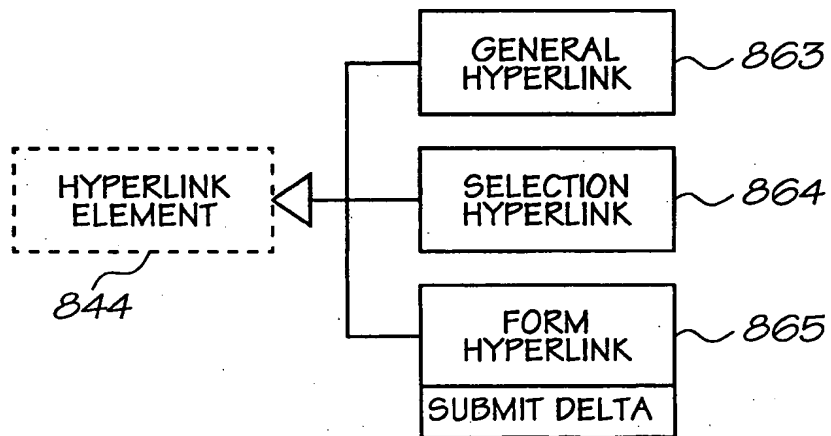 GENERAL
HYPERLINK
863
HYPERLINK
ELEMENT
844
SELECTION
HYPERLINK
864
FORM
HYPERLINK
865
SUBMIT DELTA